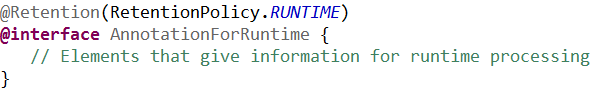 @Retention(RetentionPolicy.RUNTIME)
@interface AnnotationForRuntime {
// Elements that give information for runtime processing
}